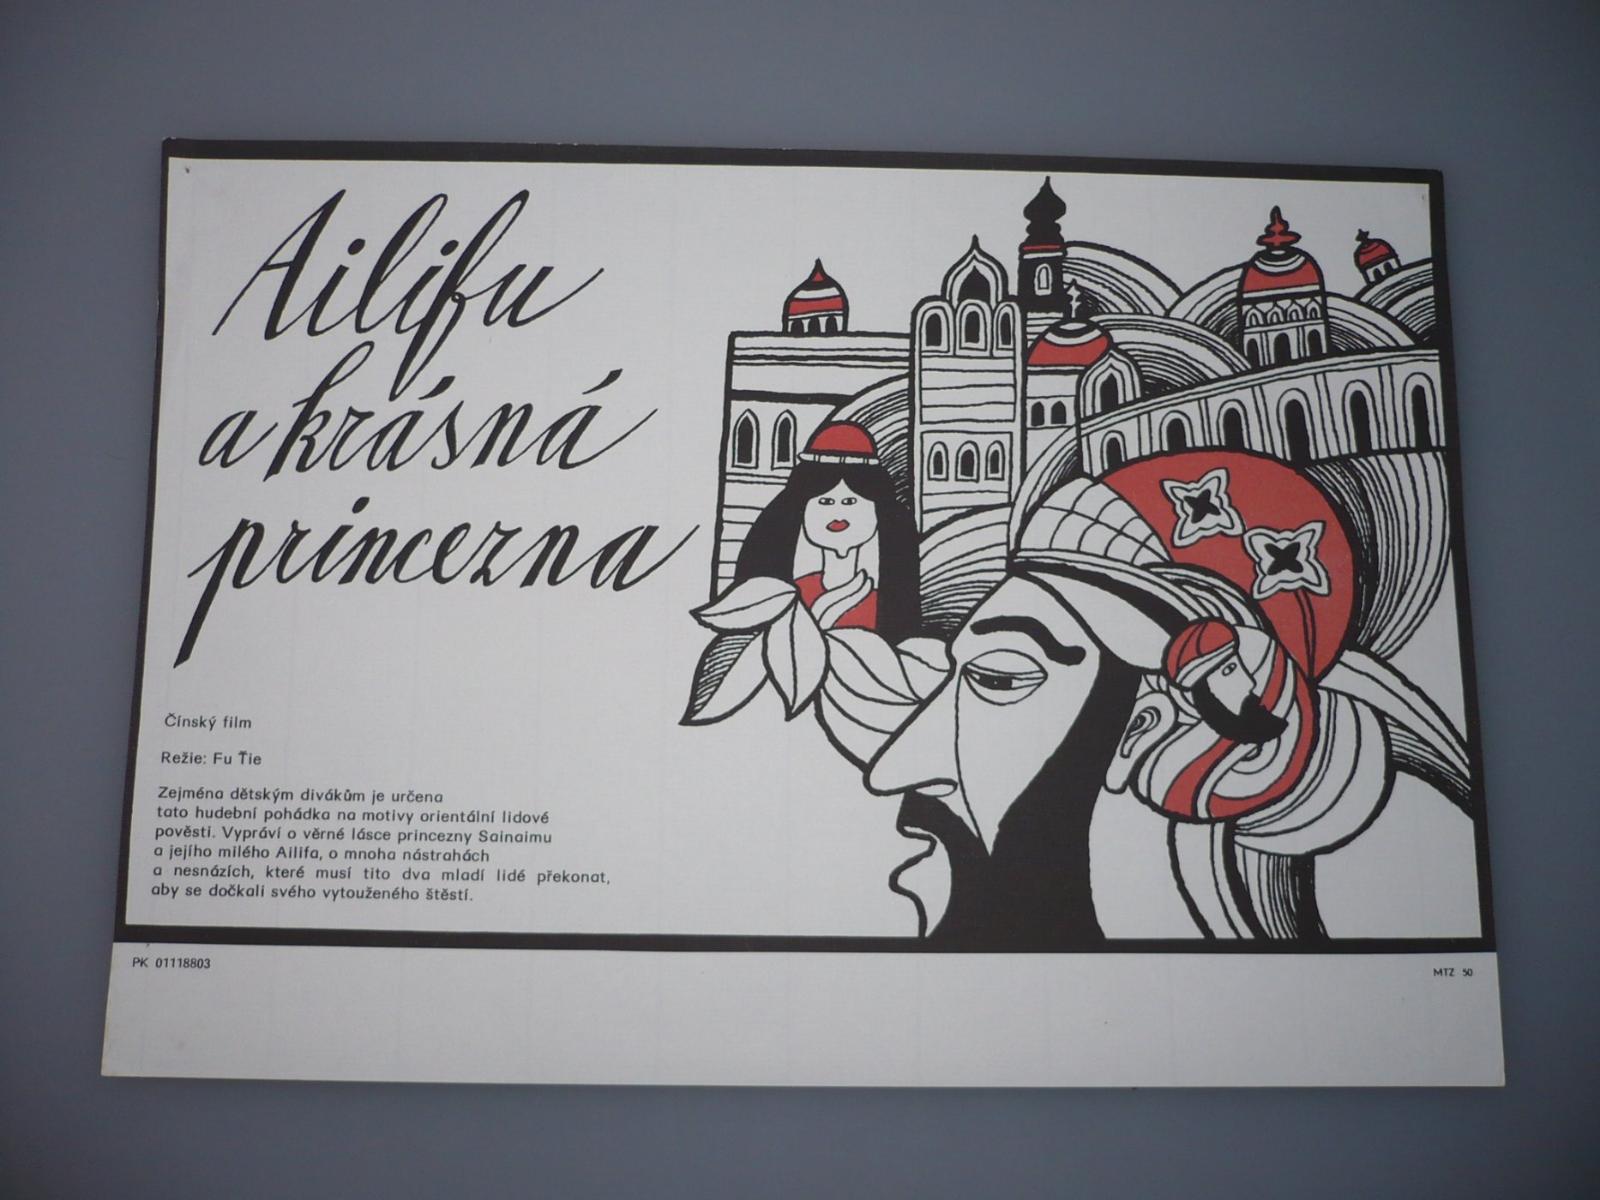 Ailifu
a krásná
princezna
Čínský film
Režie: Fu Ťie
Zejména dětským divákům je určena
tato hudební pohádka na motivy orientální lidové
pověsti. Vypráví o věrné lásce princezny Sainaimu
a jejího milého Ailifa, o mnoha nástrahách
a nesnázích, které musí tito dva mladí lidé překonat,
aby se dočkali svého vytouženého štěstí.
PK 01118803
MTZ 50